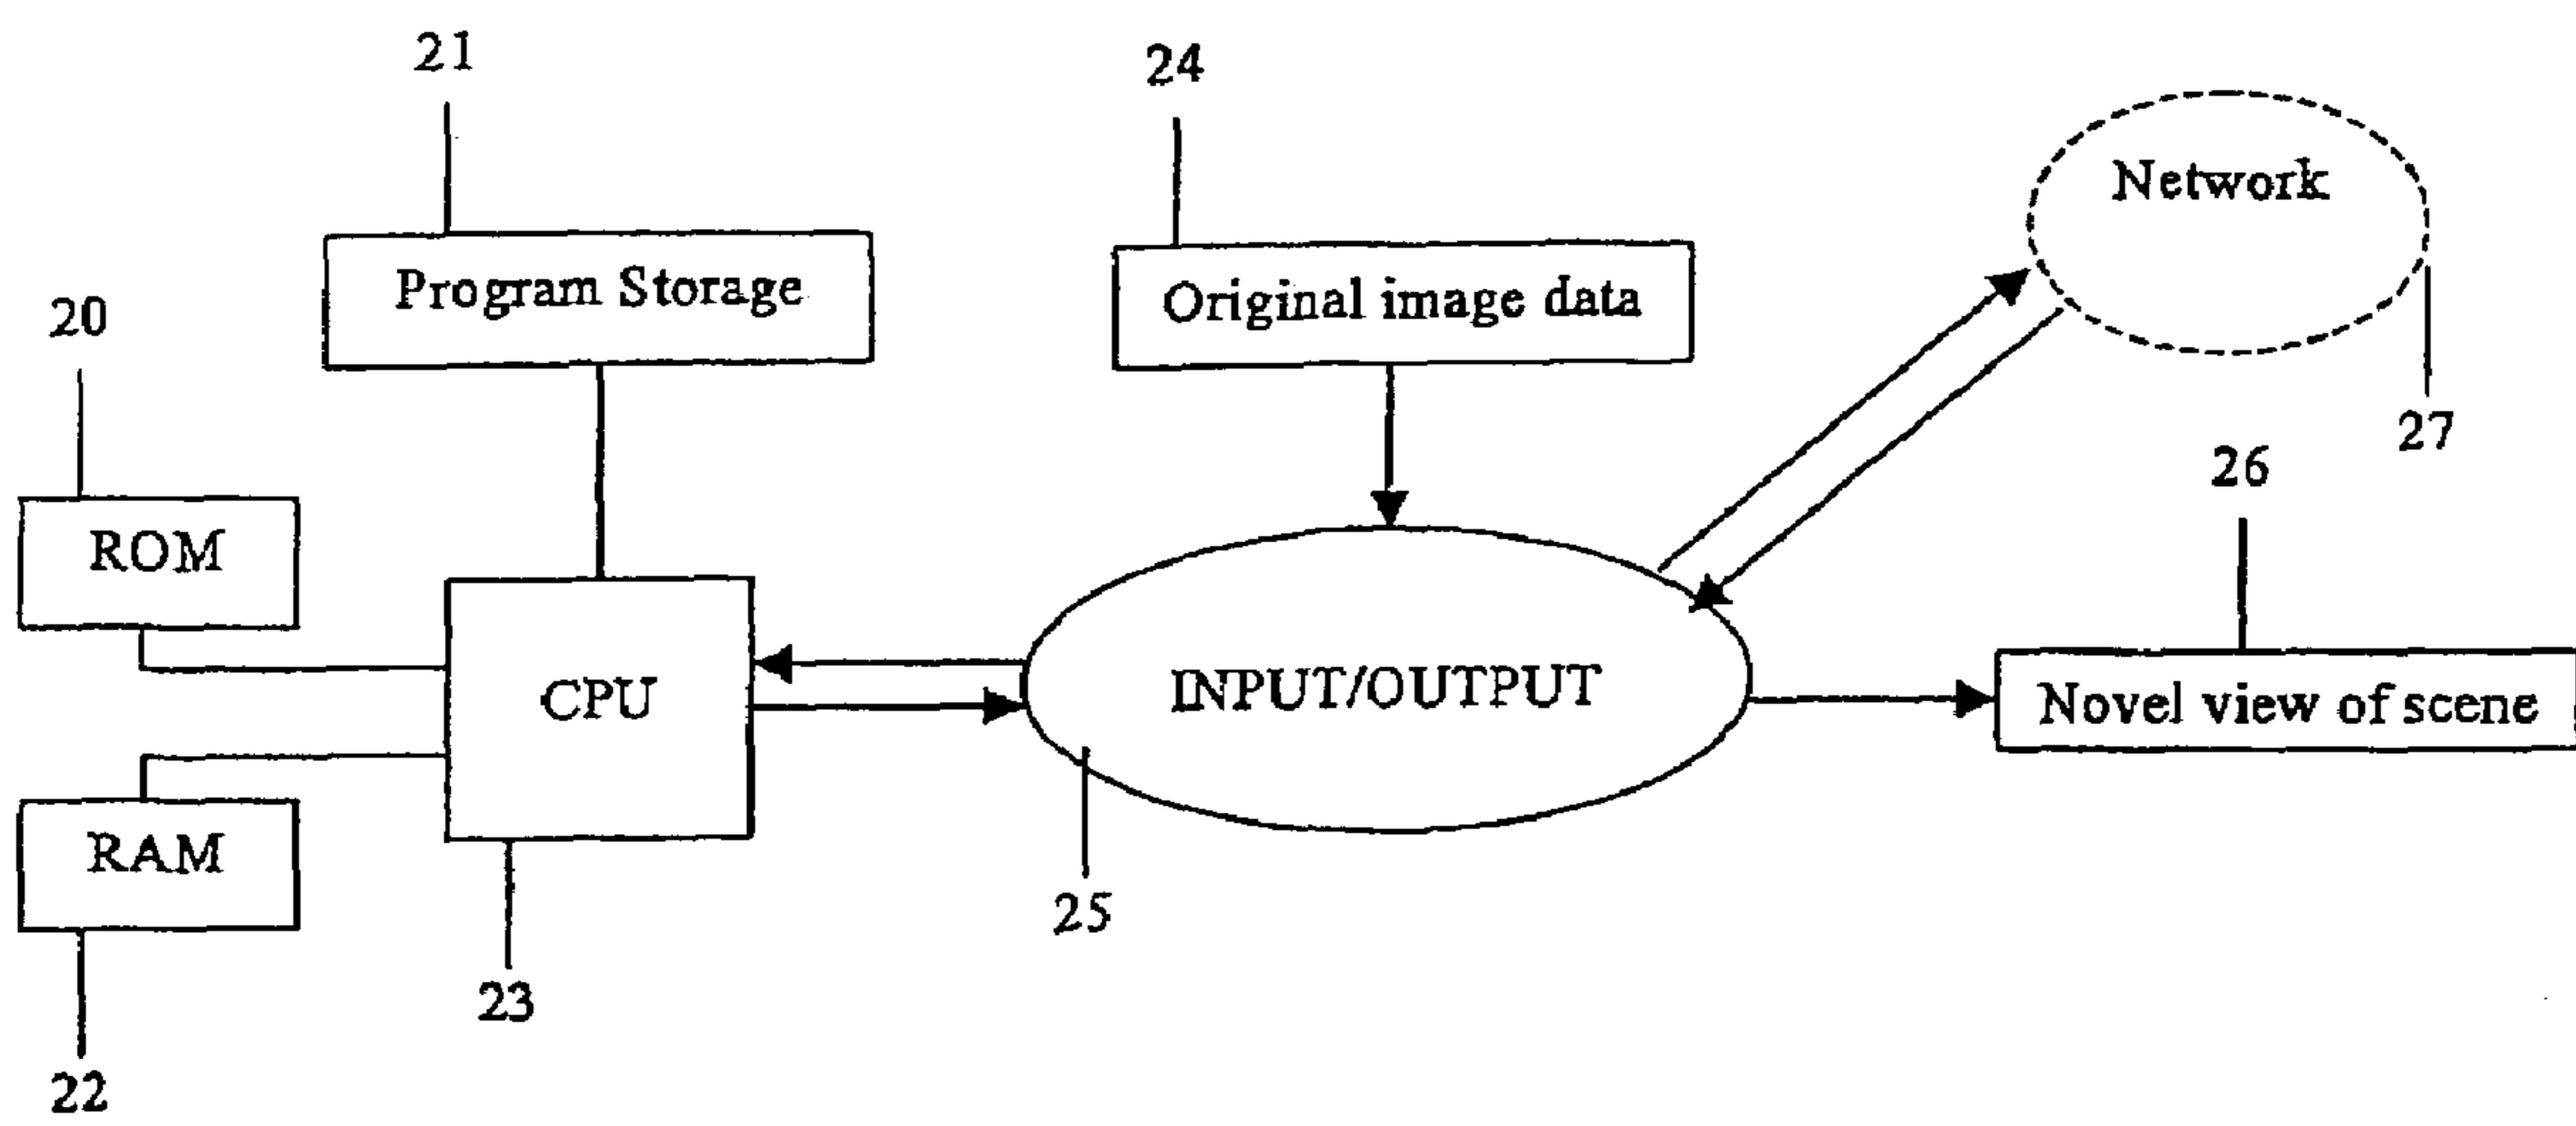 21
24
Network
Program Storage
Original image data
20
27
26
ROM
CPU
INPUT/OUTPUT
Novel view of scene
RAM
25
23
22